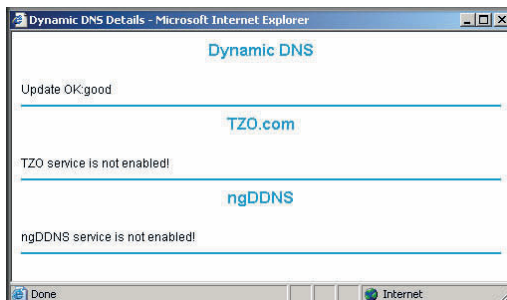 Dynamic DNS Details - Microsoft Internet Explorer
Dynamic DNS
Update OK:good
TZO.com
TZO service is not enabled!
ngDDNS
ngDDNS service is not enabled!
Done
Internet